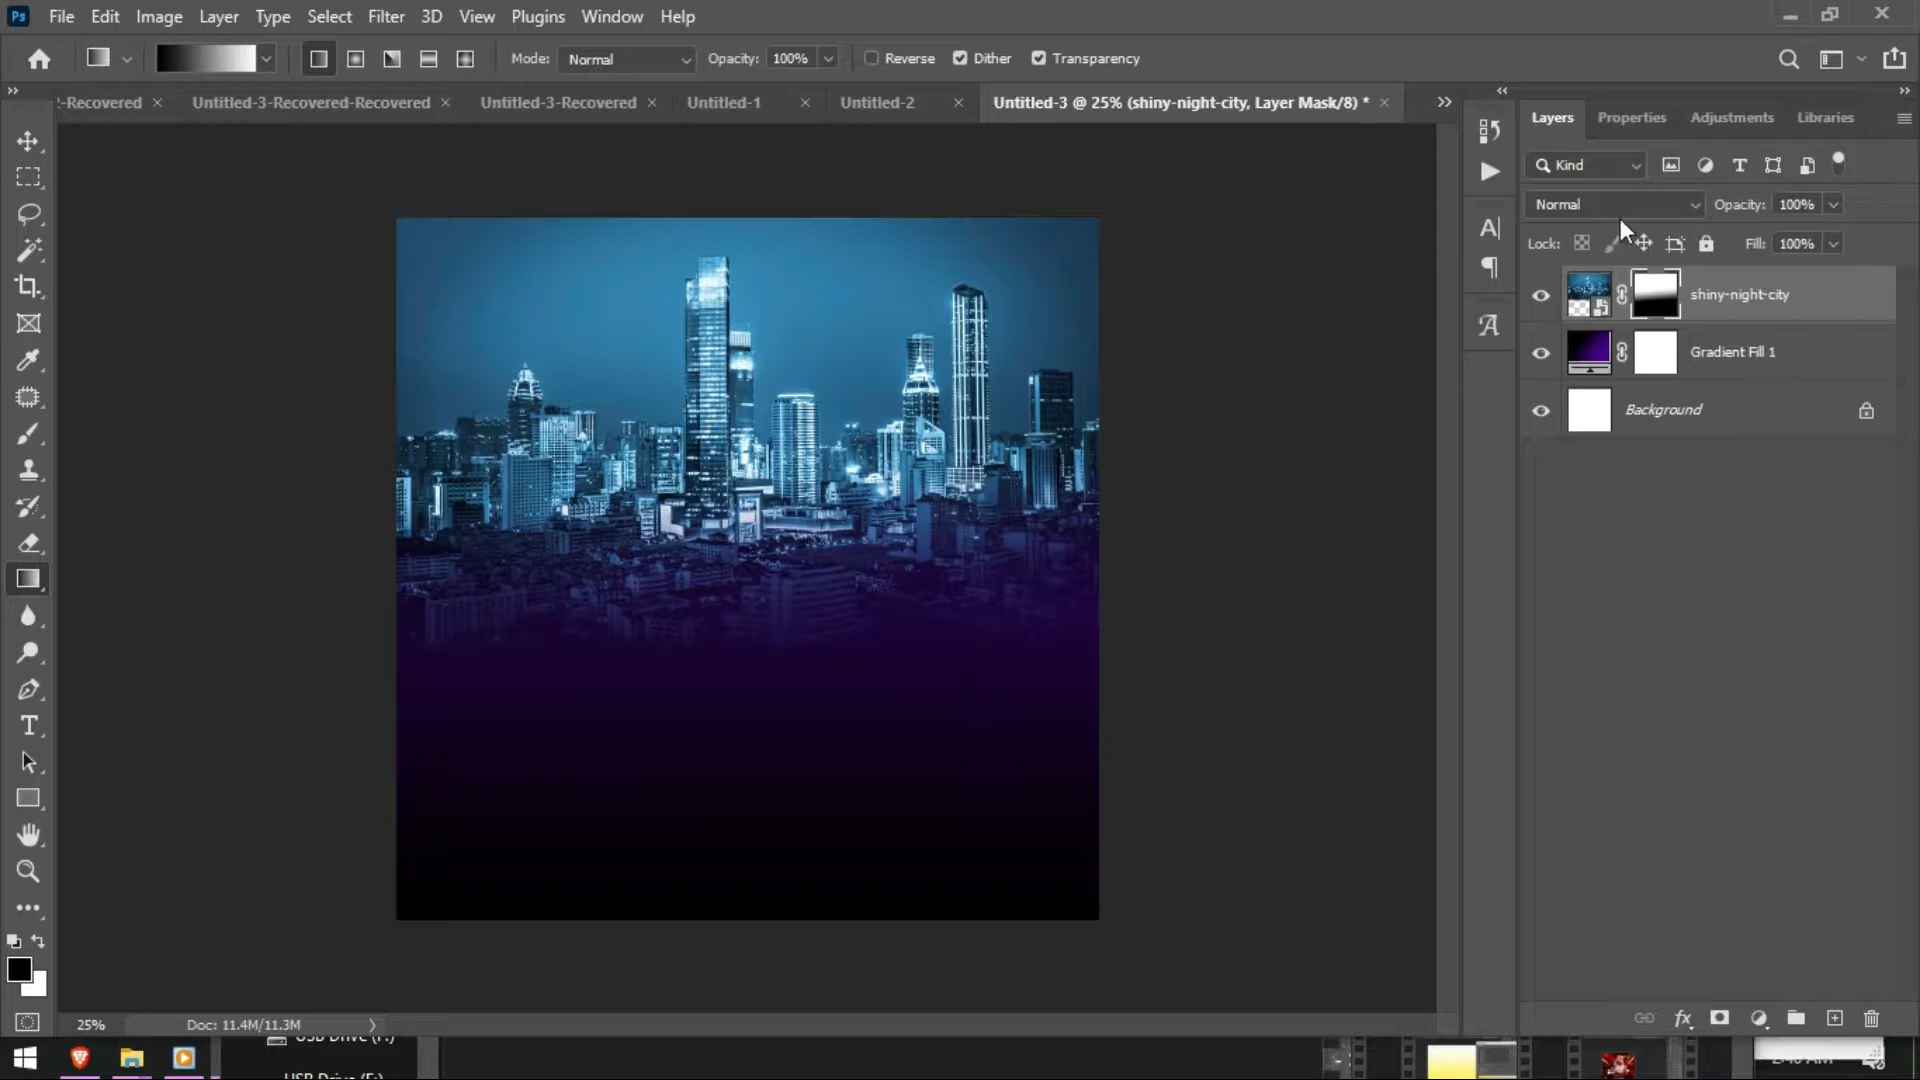 Ps File Edit Image Layer Type Select Filter 3D View Plugins Window Help
Mode: Normal Opacity: 100% Reverse Dither Transparency
:-Recovered × Untitled-3-Recovered-Recovered × Untitled-3-Recovered × Untitled-1 × Untitled-2 × Untitled-3 @ 25% (shiny-night-city, Layer Mask/8) * ×
Layers Properties Adjustments Libraries
Kind
Normal Opacity: 100%
Lock: Fill: 100%
shiny-night-city
Gradient Fill 1
Background
25% Doc: 11.4M/11.3M